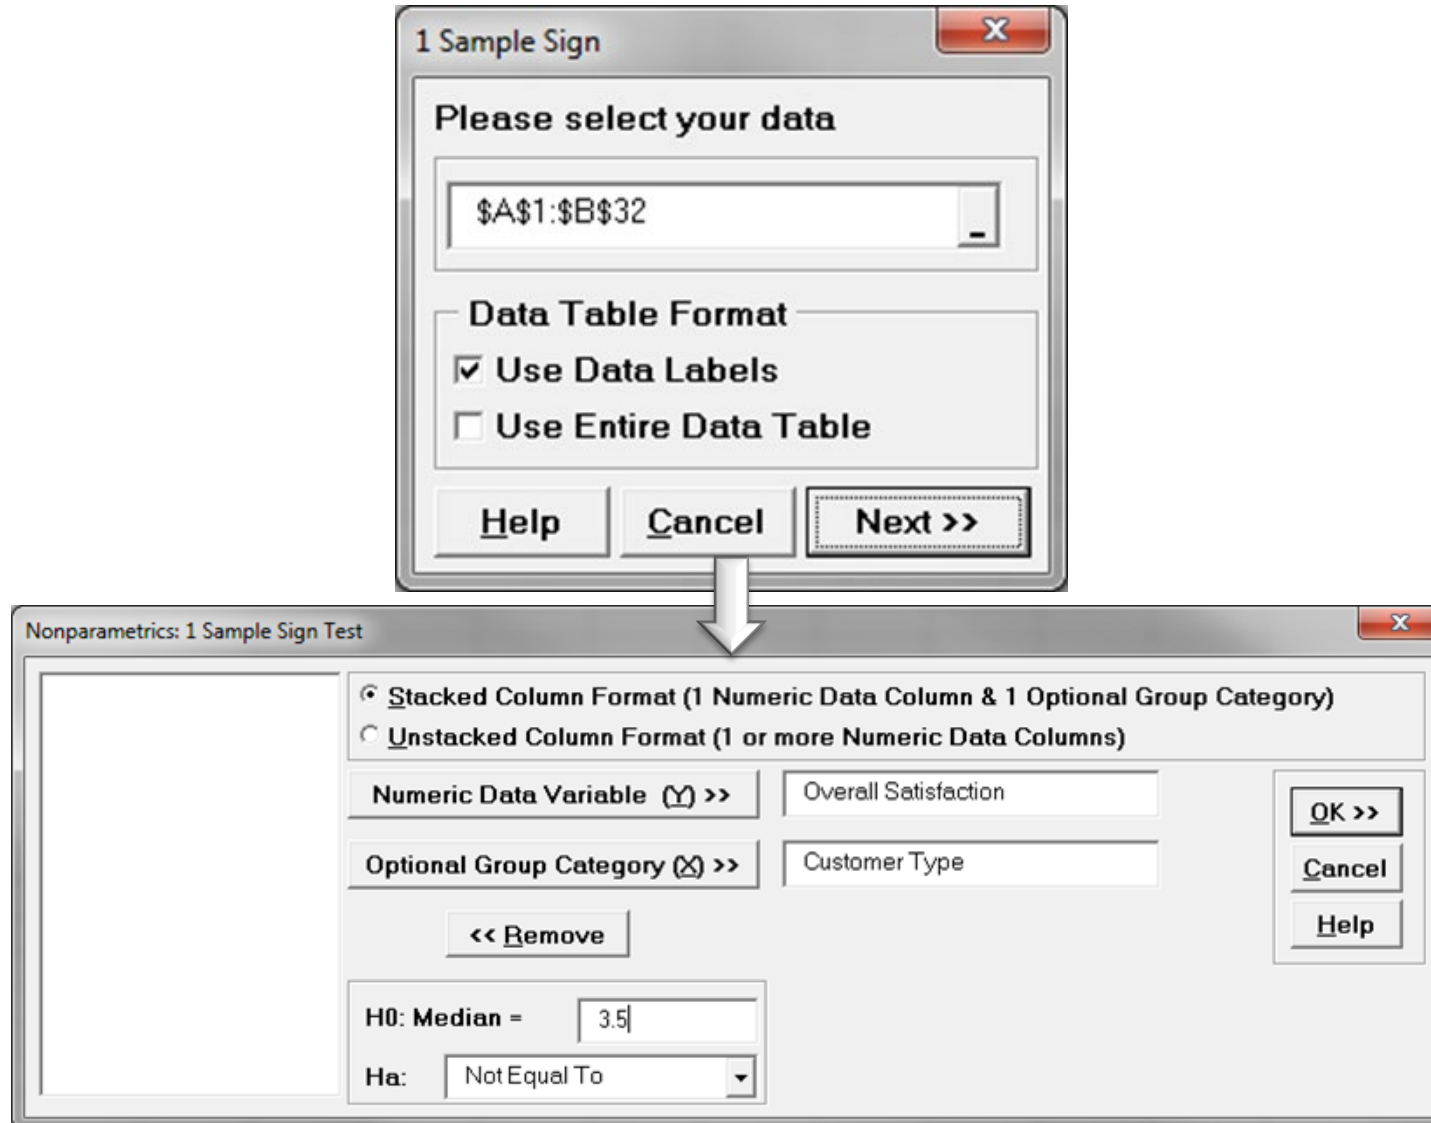 1 Sample Sign
Please select your data
$A$1:$B$32
Data Table Format
Use Data Labels
Use Entire Data Table
Help Cancel Next >>
Nonparametrics: 1 Sample Sign Test
Stacked Column Format (1 Numeric Data Column & 1 Optional Group Category)
Unstacked Column Format (1 or more Numeric Data Columns)
Numeric Data Variable (Y) >> Overall Satisfaction
OK >>
Optional Group Category (X) >> Customer Type
Cancel
<< Remove
Help
H0: Median = 3.5
Ha: Not Equal To